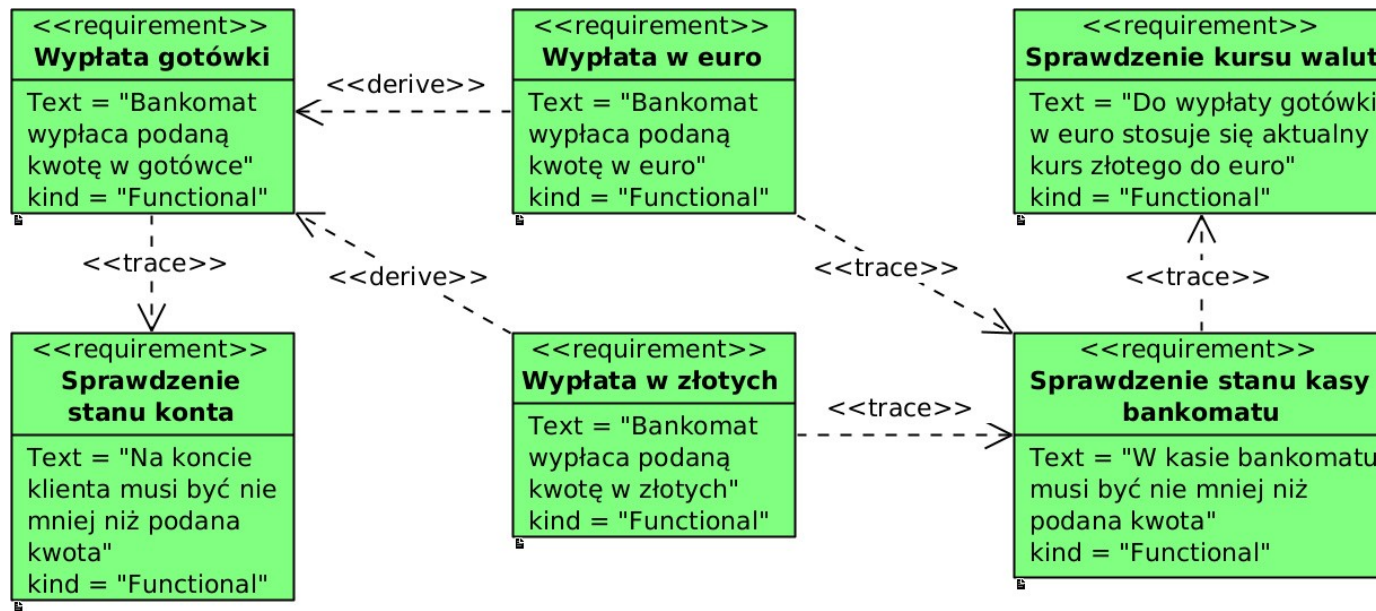 <<requirement>>
Wypłata gotówki
Text = "Bankomat
wypłaca podaną
kwotę w gotówce"
kind = "Functional"
<<derive>>
<<requirement>>
Wypłata w euro
Text = "Bankomat
wypłaca podaną
kwotę w euro"
kind = "Functional"
<<requirement>>
Sprawdzenie kursu walut
Text = "Do wypłaty gotówki
w euro stosuje się aktualny
kurs złotego do euro"
kind = "Functional"
<<trace>>
<<derive>>
<<trace>>
<<trace>>
<<requirement>>
Sprawdzenie
stanu konta
Text = "Na koncie
klienta musi być nie
mniej niż podana
kwota"
kind = "Functional"
<<requirement>>
Wypłata w złotych
Text = "Bankomat
wypłaca podaną
kwotę w złotych"
kind = "Functional"
<<trace>>
<<requirement>>
Sprawdzenie stanu kasy
bankomatu
Text = "W kasie bankomatu
musi być nie mniej niż
podana kwota"
kind = "Functional"